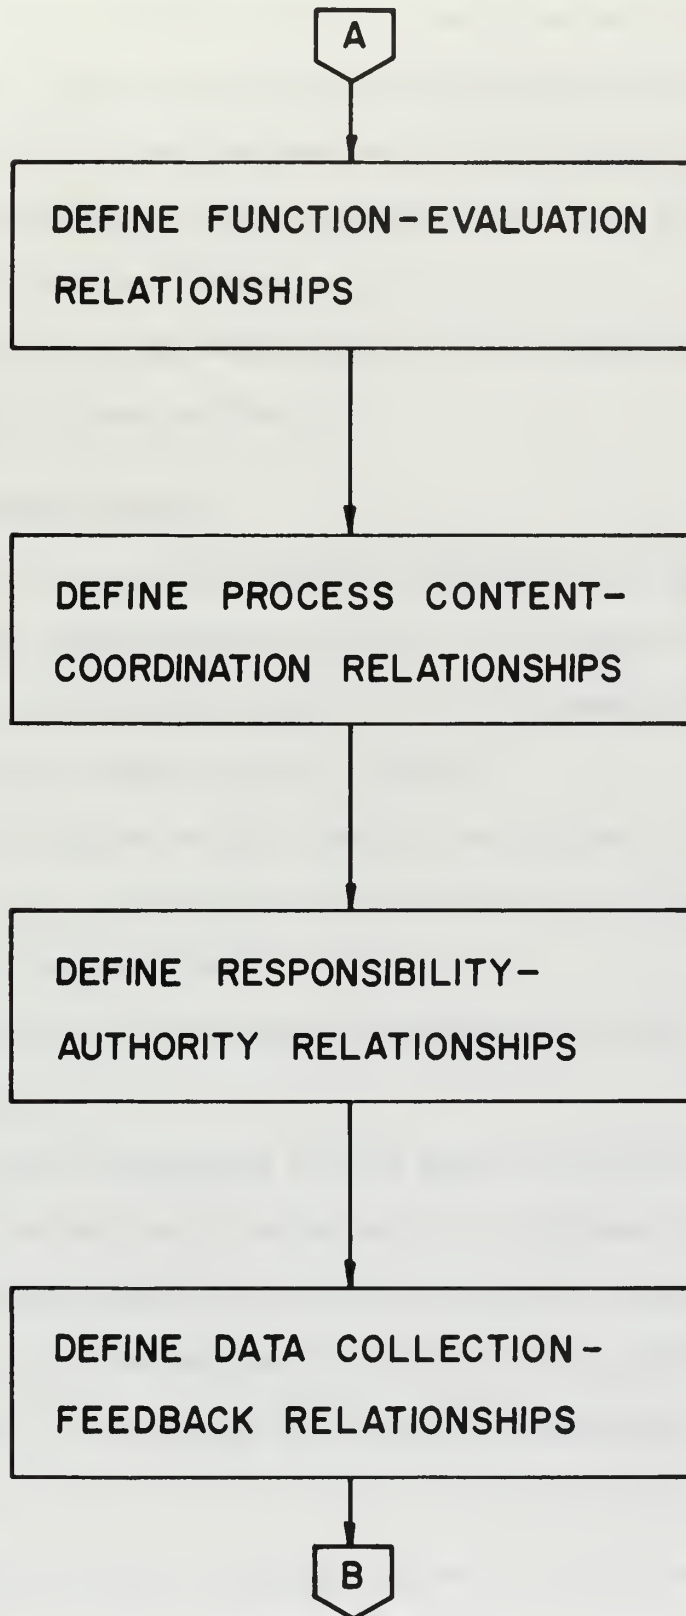 A
DEFINE FUNCTION-EVALUATION
RELATIONSHIPS
DEFINE PROCESS CONTENT-
COORDINATION RELATIONSHIPS
DEFINE RESPONSIBILITY-
AUTHORITY RELATIONSHIPS
DEFINE DATA COLLECTION-
FEEDBACK RELATIONSHIPS
B